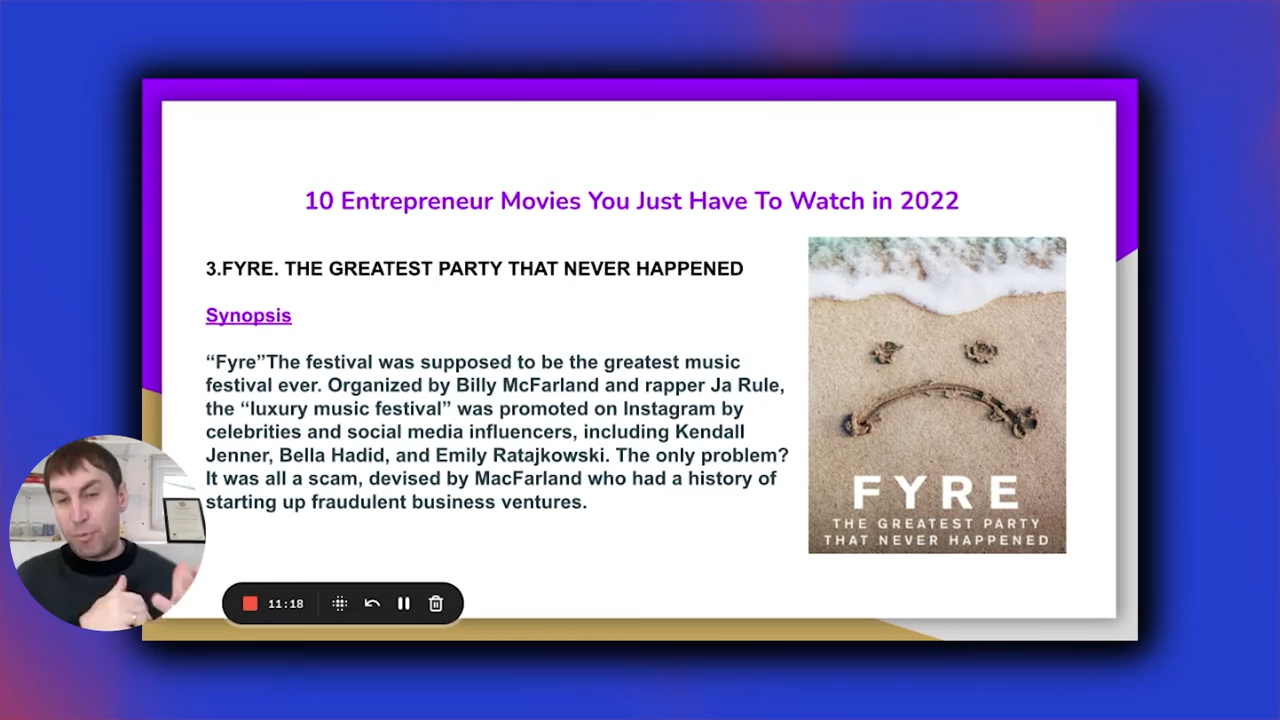 10 Entrepreneur Movies You Just Have To Watch in 2022
3.FYRE. THE GREATEST PARTY THAT NEVER HAPPENED
Synopsis
“Fyre”The festival was supposed to be the greatest music
festival ever. Organized by Billy McFarland and rapper Ja Rule,
the “luxury music festival” was promoted on Instagram by
celebrities and social media influencers, including Kendall
Jenner, Bella Hadid, and Emily Ratajkowski. The only problem?
It was all a scam, devised by MacFarland who had a history of
starting up fraudulent business ventures.
FYRE
THE GREATEST PARTY
THAT NEVER HAPPENED
11:18